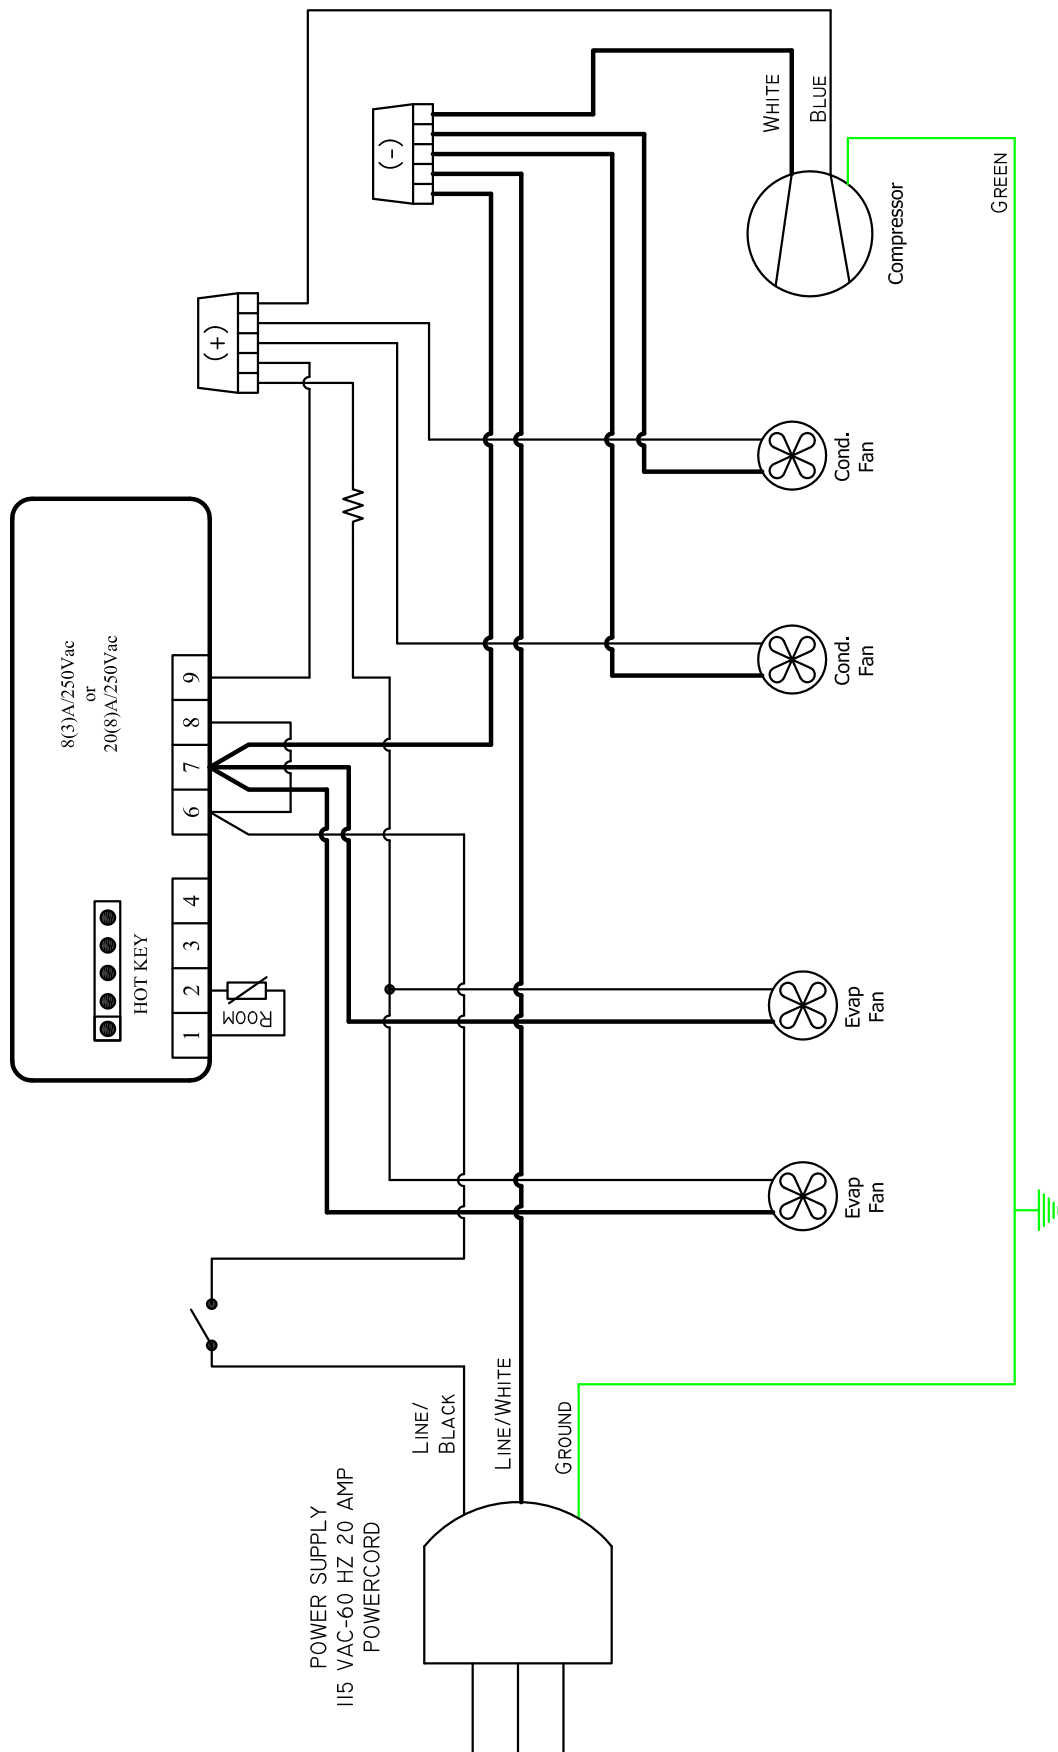 8(3)A/250Vac
or
20(8)A/250Vac
HOT KEY
1 2 3 4 6 7 8 9
ROOM
(+)
(-)
WHITE
BLUE
GREEN
Compressor
Cond.
Fan
Cond.
Fan
Evap
Fan
Evap
Fan
LINE/
BLACK
LINE/WHITE
GROUND
POWER SUPPLY
115 VAC-60 HZ 20 AMP
POWERCORD